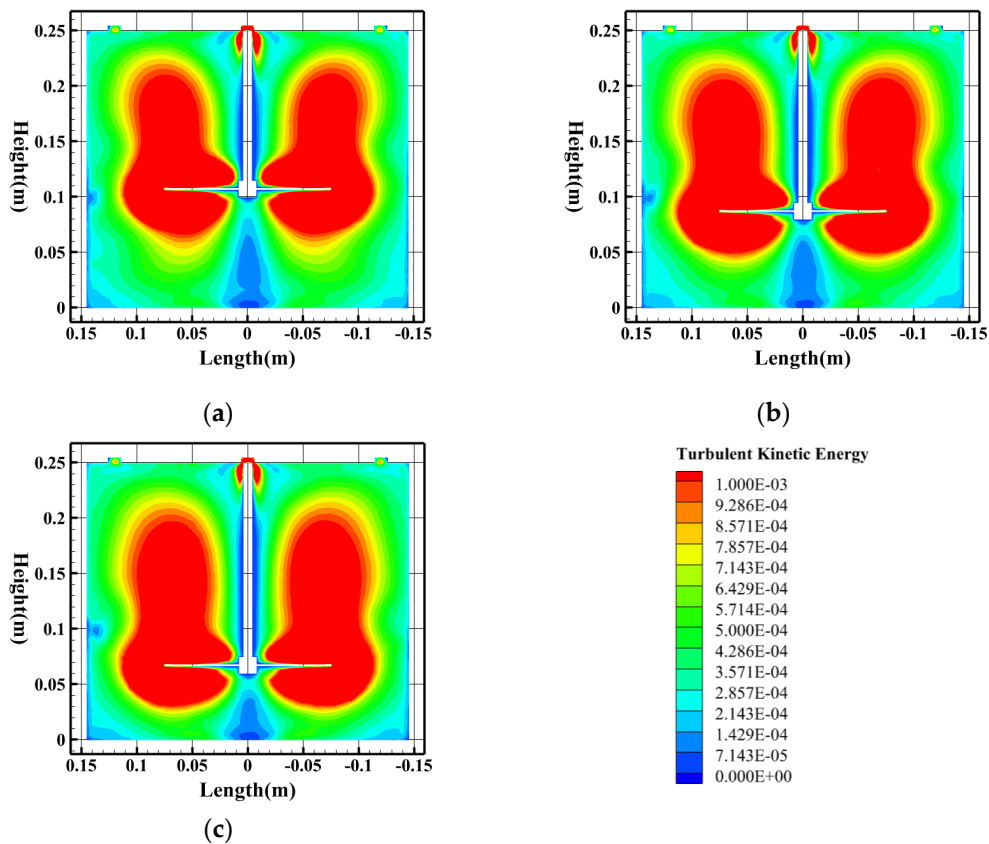 0.25
0.2
0.15
0.1
0.05
0
Height(m)
0.15 0.1 0.05 0 -0.05 -0.1 -0.15
Length(m)
(a)
0.25
0.2
0.15
0.1
0.05
0
Height(m)
0.15 0.1 0.05 0 -0.05 -0.1 -0.15
Length(m)
(b)
0.25
0.2
0.15
0.1
0.05
0
Height(m)
0.15 0.1 0.05 0 -0.05 -0.1 -0.15
Length(m)
(c)
Turbulent Kinetic Energy
1.000E-03
9.286E-04
8.571E-04
7.857E-04
7.143E-04
6.429E-04
5.714E-04
5.000E-04
4.286E-04
3.571E-04
2.857E-04
2.143E-04
1.429E-04
7.143E-05
0.000E+00